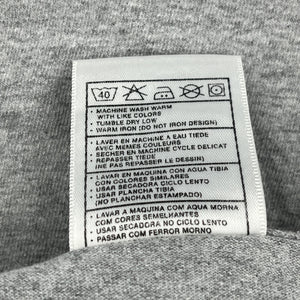 40
• MACHINE WASH WARM
WITH LIKE COLORS
• TUMBLE DRY LOW
• WARM IRON (DO NOT IRON DESIGN)
• LAVER EN MACHINE A EAU TIEDE
AVEC MEMES COULEURS
• SECHER EN MACHINE CYCLE DELICAT
• REPASSER TIEDE
(NE PAS REPASSER LE DESSIN)
• LAVAR A MAQUINA CON AGUA TIBIA
CON COLORES SIMILARES
• USAR SECADORA CICLO LENTO
• USAR PLANCHA TIBIA
(NO PLANCHAR ESTAMPADO)
• LAVAR A MAQUINA COM AQUA MORNA
COM CORES SEMELHANTES
• USAR SECADORA NO CICLO LENTO
• PASSAR COM FERROR MORNO